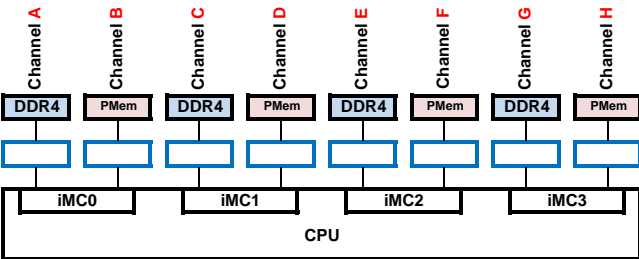 Channel A
Channel B
Channel C
Channel D
Channel E
Channel F
Channel G
Channel H
DDR4 PMem DDR4 PMem DDR4 PMem DDR4 PMem
iMC0 iMC1 iMC2 iMC3
CPU